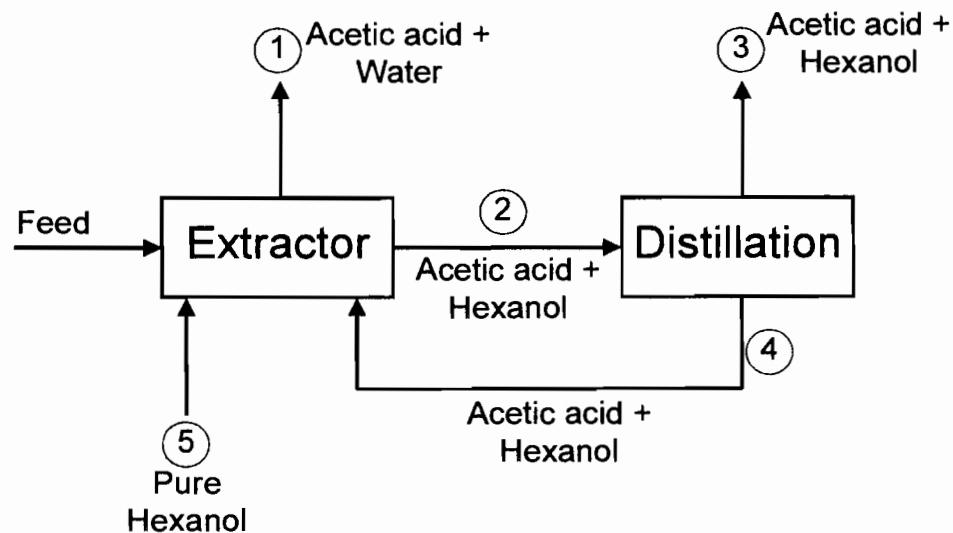 1
Acetic acid +
Water
3
Acetic acid +
Hexanol
Feed
Extractor
2
Acetic acid +
Hexanol
Distillation
4
Acetic acid +
Hexanol
5
Pure
Hexanol